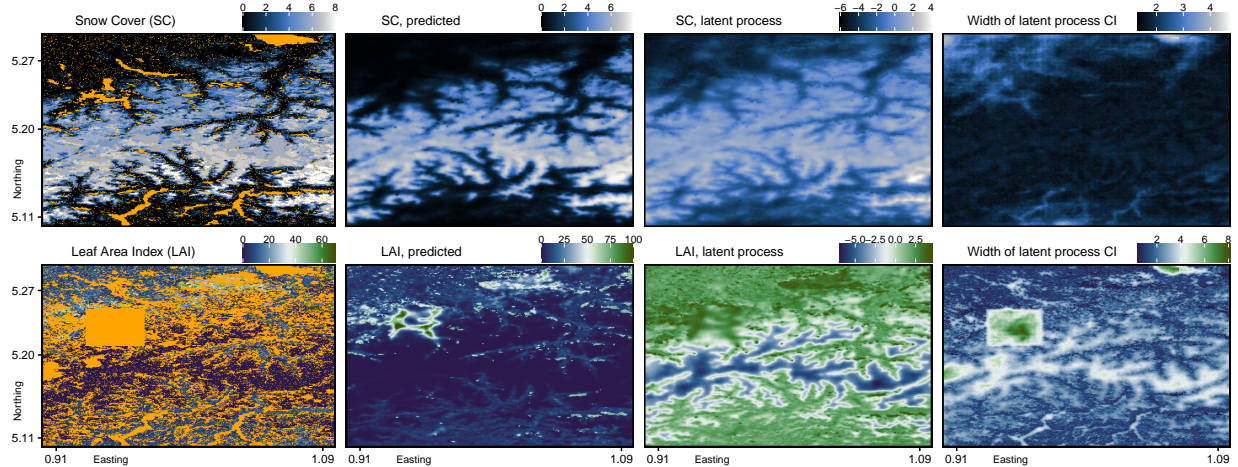 Snow Cover (SC)
0 2 4 6 8
SC, predicted
0 2 4 6
SC, latent process
−6 −4 −2 0 2 4
Width of latent process CI
2 3 4
5.27
5.20
5.11
Northing
Leaf Area Index (LAI)
0 20 40 60
LAI, predicted
0 25 50 75 100
LAI, latent process
−5.0 −2.5 0.0 2.5
Width of latent process CI
2 4 6 8
5.27
5.20
5.11
Northing
0.91 Easting 1.09
0.91 Easting 1.09
0.91 Easting 1.09
0.91 Easting 1.09